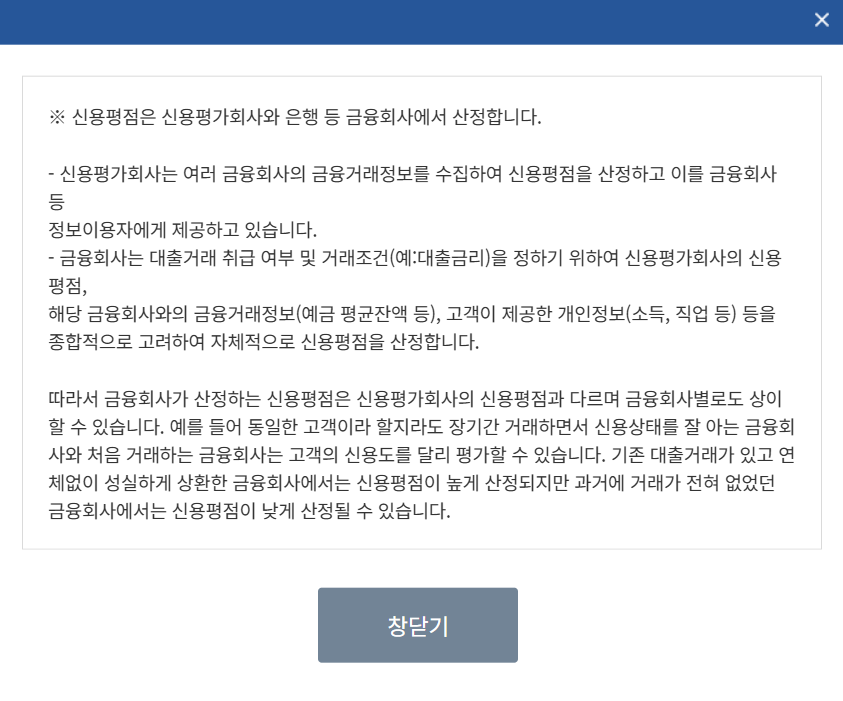 ※ 신용평점은 신용평가회사와 은행 등 금융회사에서 산정합니다.
- 신용평가회사는 여러 금융회사의 금융거래정보를 수집하여 신용평점을 산정하고 이를 금융회사
등
정보이용자에게 제공하고 있습니다.
- 금융회사는 대출거래 취급 여부 및 거래조건(예:대출금리)을 정하기 위하여 신용평가회사의 신용
평점,
해당 금융회사와의 금융거래정보(예금 평균잔액 등), 고객이 제공한 개인정보(소득, 직업 등) 등을
종합적으로 고려하여 자체적으로 신용평점을 산정합니다.
따라서 금융회사가 산정하는 신용평점은 신용평가회사의 신용평점과 다르며 금융회사별로도 상이
할 수 있습니다. 예를 들어 동일한 고객이라 할지라도 장기간 거래하면서 신용상태를 잘 아는 금융회
사와 처음 거래하는 금융회사는 고객의 신용도를 달리 평가할 수 있습니다. 기존 대출거래가 있고 연
체없이 성실하게 상환한 금융회사에서는 신용평점이 높게 산정되지만 과거에 거래가 전혀 없었던
금융회사에서는 신용평점이 낮게 산정될 수 있습니다.
창닫기